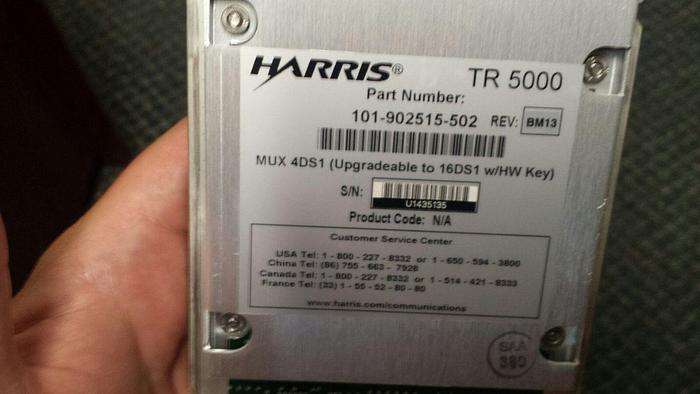 HARRIS® TR 5000
Part Number:
101-902515-502 REV: BM13
MUX 4DS1 (Upgradeable to 16DS1 w/HW Key)
S/N: U1435135
Product Code: N/A
Customer Service Center
USA Tel: 1 - 800 - 227 - 8332 or 1 - 650 - 594 - 3800
China Tel: (86) 755 - 663 - 7928
Canada Tel: 1 - 800 - 227 - 8332 or 1 - 514 - 421 - 8333
France Tel: (33) 1 - 55 - 52 - 80 - 80
www.harris.com/communications
SAA
380